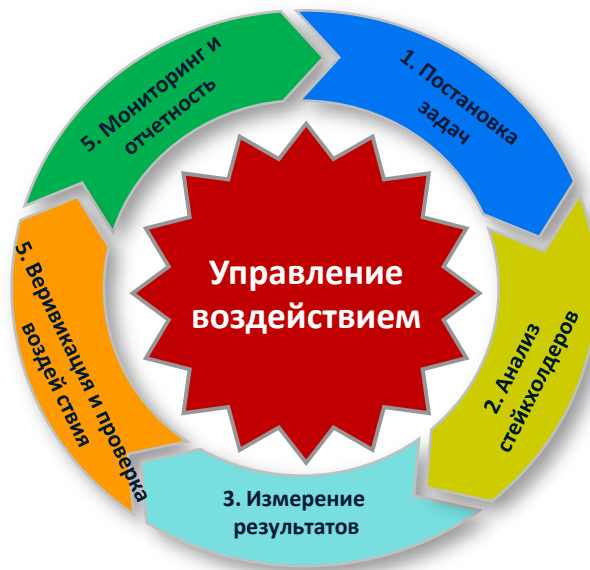 1. Постановка
задач
2. Анализ
стейкхолдеров
3. Измерение
результатов
5. Веривикация и проверка
воздей ствия
5. Мониторинг и
отчетность
Управление
воздействием